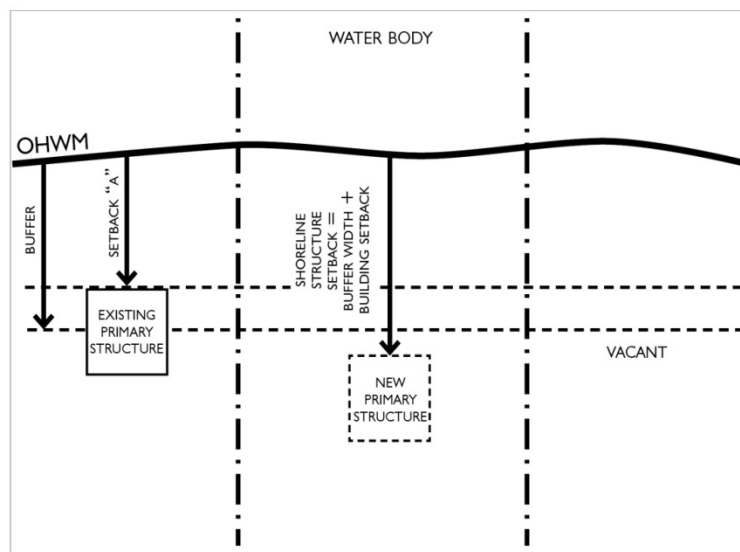 WATER BODY
OHWM
BUFFER
SETBACK “A”
SHORELINE
STRUCTURE
SETBACK =
BUFFER WIDTH +
BUILDING SETBACK
EXISTING
PRIMARY
STRUCTURE
VACANT
NEW
PRIMARY
STRUCTURE